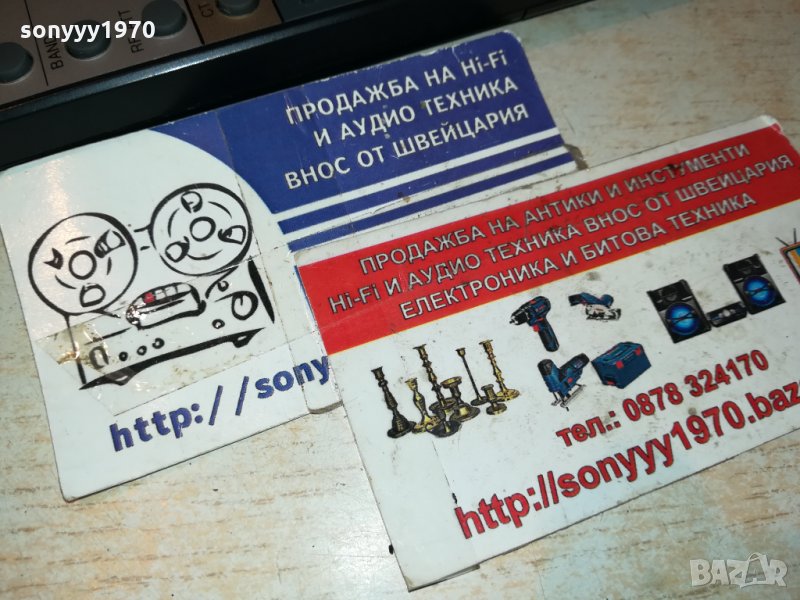 sonyyy1970
BAND
ПРОДАЖБА НА Hi-Fi
И АУДИО ТЕХНИКА
ВНОС ОТ ШВЕЙЦАРИЯ
http://sony
ПРОДАЖБА НА АНТИКИ И ИНСТУМЕНТИ
Hi-Fi И АУДИО ТЕХНИКА ВНОС ОТ ШВЕЙЦАРИЯ
ЕЛЕКТРОНИКА И БИТОВА ТЕХНИКА
тел.: 0878 324170
http://sonyyy1970.baz
BAZAR